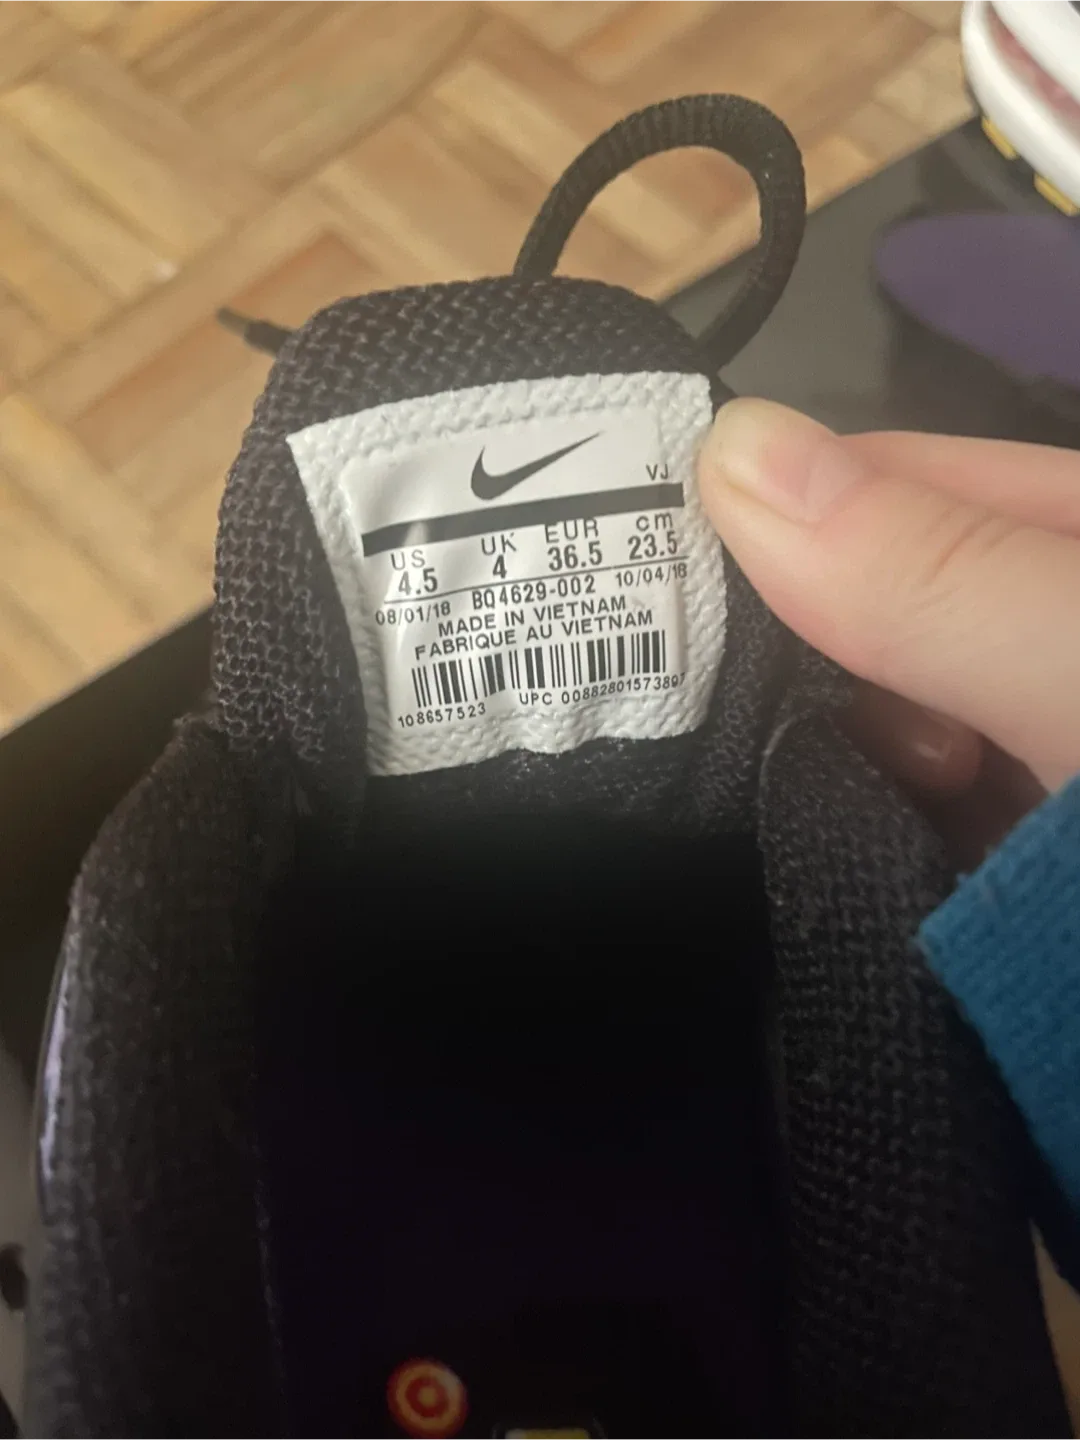 VJ
US UK EUR cm
4.5 4 36.5 23.5
08/01/18 BQ4629-002 10/04/18
MADE IN VIETNAM
FABRIQUE AU VIETNAM
108657523 UPC 00882801573807